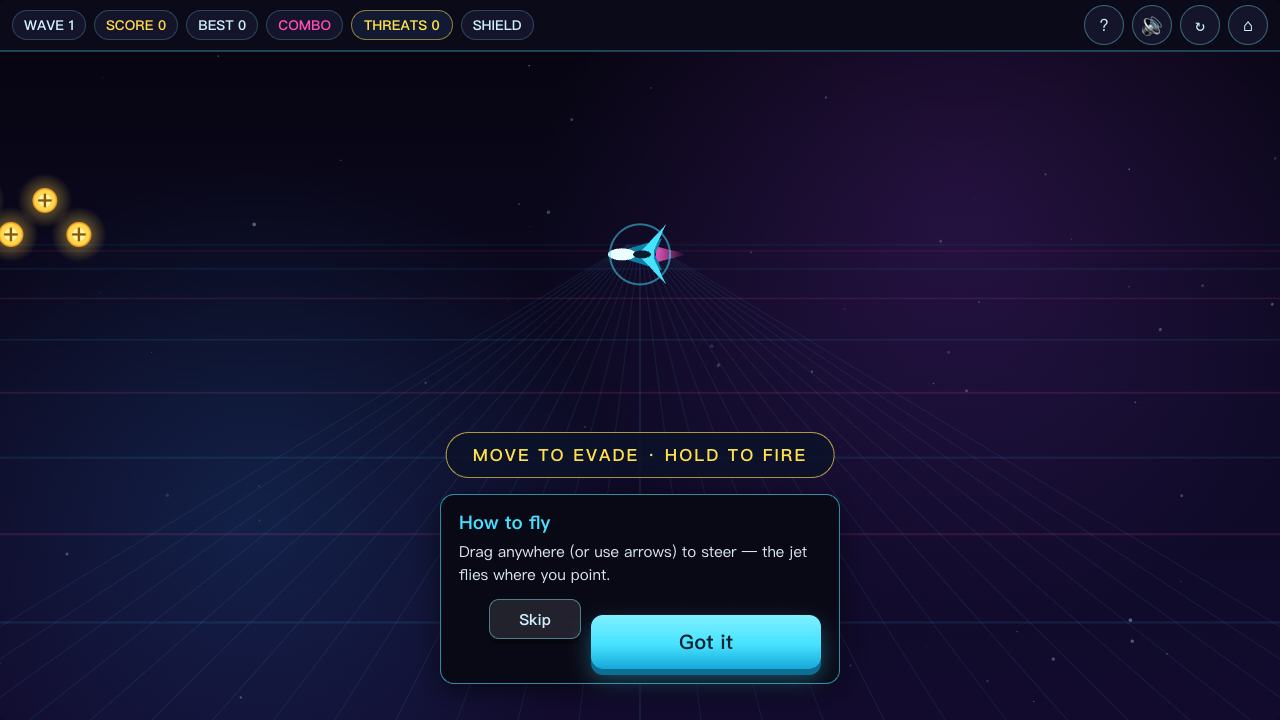 WAVE 1 SCORE 0 BEST 0 COMBO THREATS 0 SHIELD ?
MOVE TO EVADE · HOLD TO FIRE
How to fly
Drag anywhere (or use arrows) to steer — the jet
flies where you point.
Skip
Got it